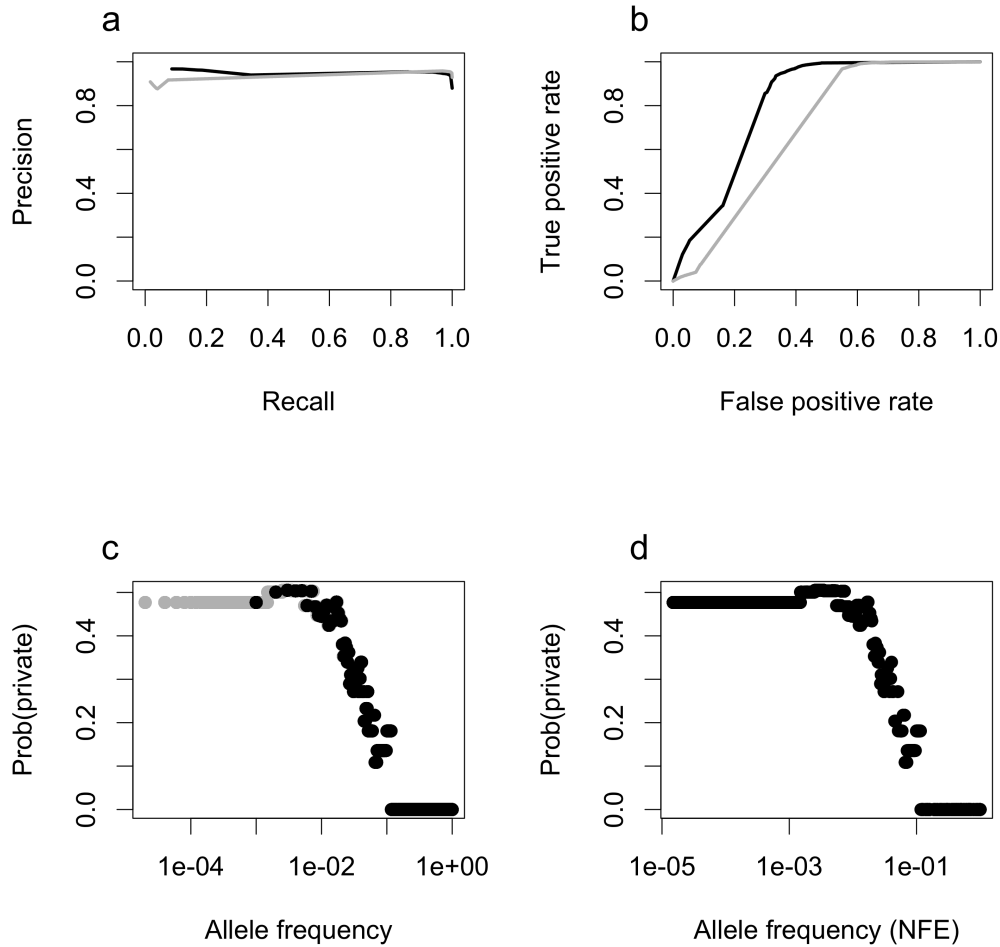 a
Precision
0.0 0.4 0.8
0.0 0.2 0.4 0.6 0.8 1.0
Recall
b
True positive rate
0.0 0.4 0.8
0.0 0.2 0.4 0.6 0.8 1.0
False positive rate
c
Prob(private)
0.0 0.2 0.4
1e-04 1e-02 1e+00
Allele frequency
d
Prob(private)
0.0 0.2 0.4
1e-05 1e-03 1e-01
Allele frequency (NFE)